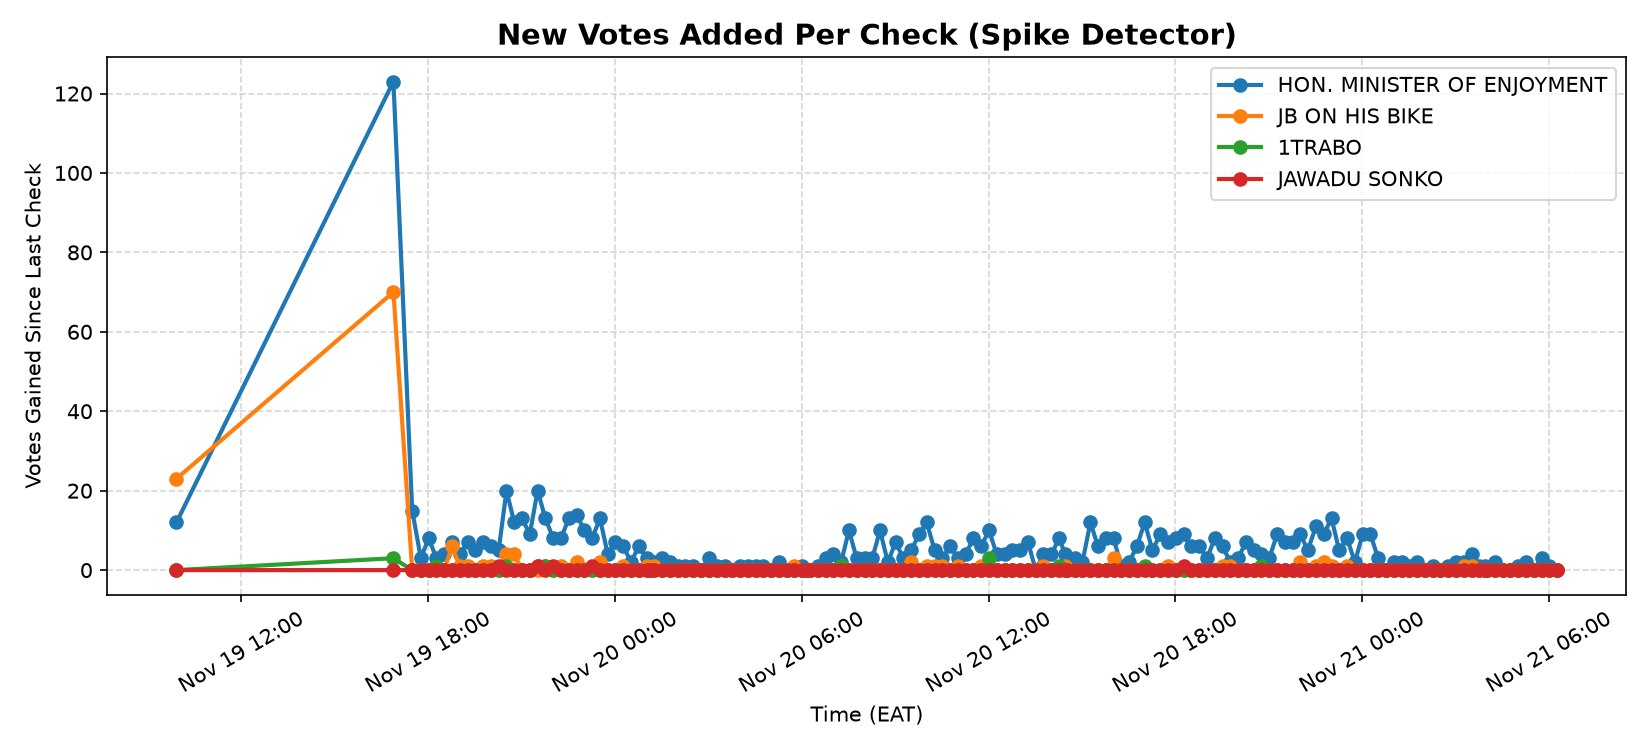 New Votes Added Per Check (Spike Detector)
HON. MINISTER OF ENJOYMENT
JB ON HIS BIKE
1TRABO
JAWADU SONKO
Votes Gained Since Last Check
120
100
80
60
40
20
0
Nov 19 12:00
Nov 19 18:00
Nov 20 00:00
Nov 20 06:00
Nov 20 12:00
Nov 20 18:00
Nov 21 00:00
Nov 21 06:00
Time (EAT)